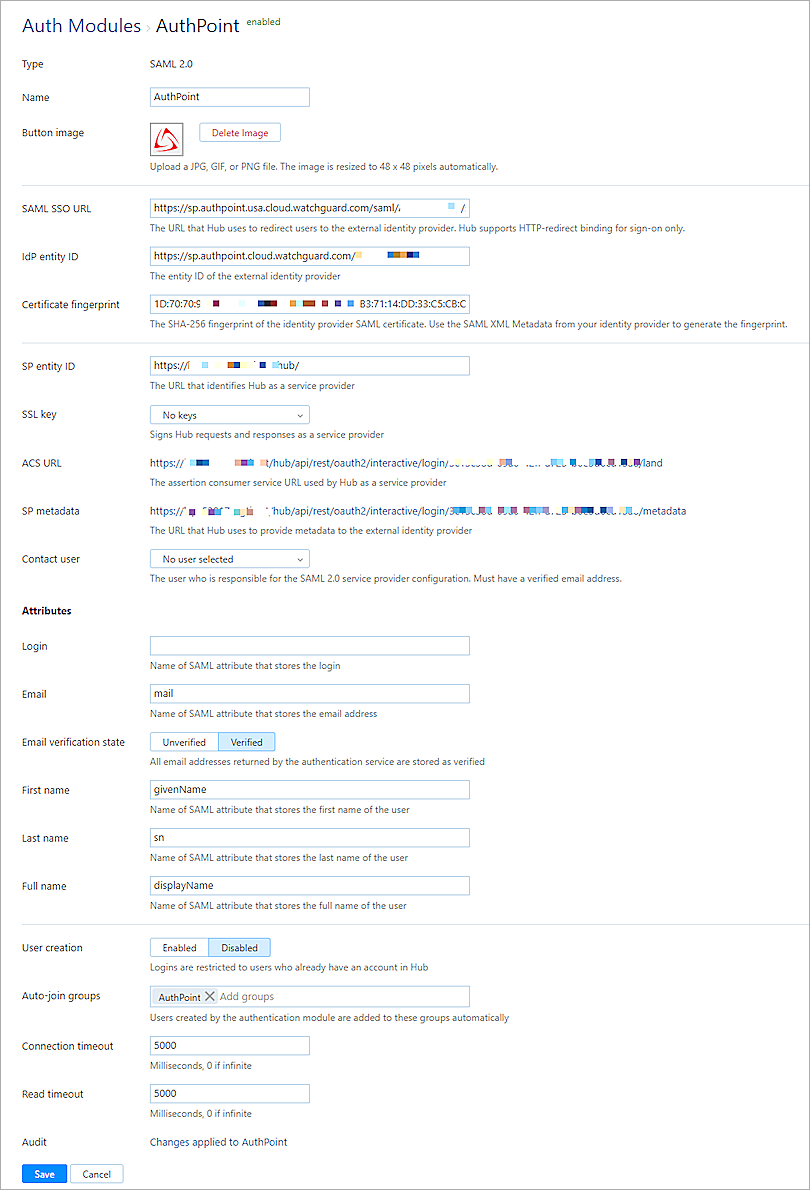 Auth Modules › AuthPoint enabled
Type SAML 2.0
Name AuthPoint
Button image Delete Image
Upload a JPG, GIF, or PNG file. The image is resized to 48 x 48 pixels automatically.
SAML SSO URL https://sp.authpoint.usa.cloud.watchguard.com/saml/ /
The URL that Hub uses to redirect users to the external identity provider. Hub supports HTTP-redirect binding for sign-on only.
IdP entity ID https://sp.authpoint.cloud.watchguard.com/
The entity ID of the external identity provider
Certificate fingerprint 1D:70:70:9 B3:71:14:DD:33:C5:CB:C
The SHA-256 fingerprint of the identity provider SAML certificate. Use the SAML XML Metadata from your identity provider to generate the fingerprint.
SP entity ID https:// hub/
The URL that identifies Hub as a service provider
SSL key No keys
Signs Hub requests and responses as a service provider
ACS URL https:// /hub/api/rest/oauth2/interactive/login/ /land
The assertion consumer service URL used by Hub as a service provider
SP metadata https:// /hub/api/rest/oauth2/interactive/login/ /metadata
The URL that Hub uses to provide metadata to the external identity provider
Contact user No user selected
The user who is responsible for the SAML 2.0 service provider configuration. Must have a verified email address.
Attributes
Login
Name of SAML attribute that stores the login
Email mail
Name of SAML attribute that stores the email address
Email verification state Unverified Verified
All email addresses returned by the authentication service are stored as verified
First name givenName
Name of SAML attribute that stores the first name of the user
Last name sn
Name of SAML attribute that stores the last name of the user
Full name displayName
Name of SAML attribute that stores the full name of the user
User creation Enabled Disabled
Logins are restricted to users who already have an account in Hub
Auto-join groups AuthPoint Add groups
Users created by the authentication module are added to these groups automatically
Connection timeout 5000
Milliseconds, 0 if infinite
Read timeout 5000
Milliseconds, 0 if infinite
Audit Changes applied to AuthPoint
Save Cancel